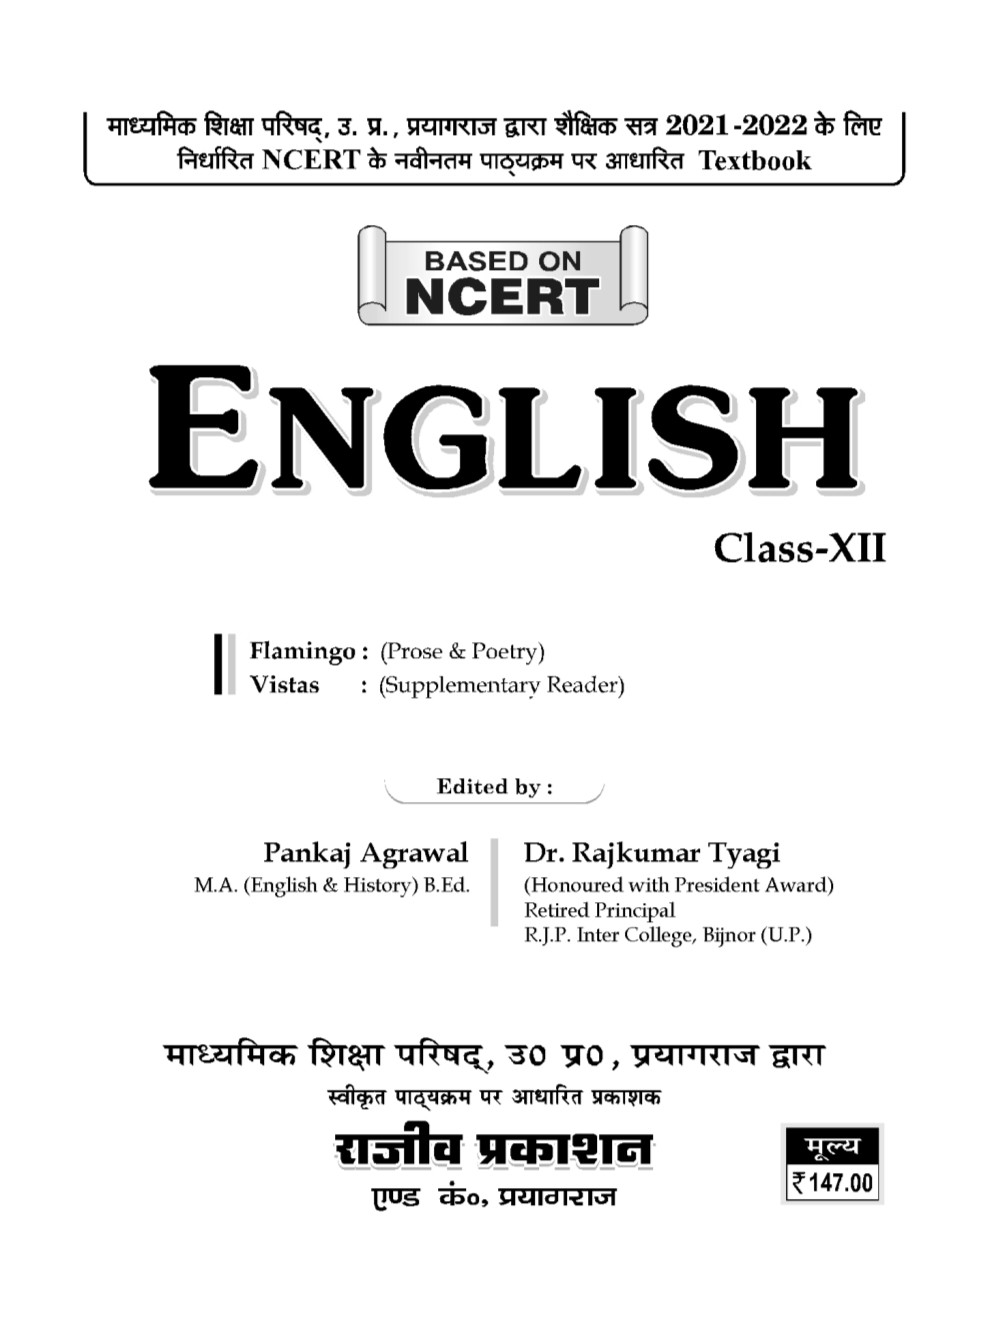 माध्यमिक शिक्षा परिषद्, उ. प्र., प्रयागराज द्वारा शैक्षिक सत्र 2021-2022 के लिए
निर्धारित NCERT के नवीनतम पाठ्यक्रम पर आधारित Textbook
BASED ON
NCERT
ENGLISH
Class-XII
Flamingo : (Prose & Poetry)
Vistas : (Supplementary Reader)
Edited by :
Pankaj Agrawal
M.A. (English & History) B.Ed.
Dr. Rajkumar Tyagi
(Honoured with President Award)
Retired Principal
R.J.P. Inter College, Bijnor (U.P.)
माध्यमिक शिक्षा परिषद्, उ० प्र०, प्रयागराज द्वारा
स्वीकृत पाठ्यक्रम पर आधारित प्रकाशक
राजीव प्रकाशन
एण्ड कं०, प्रयागराज
मूल्य
₹147.00